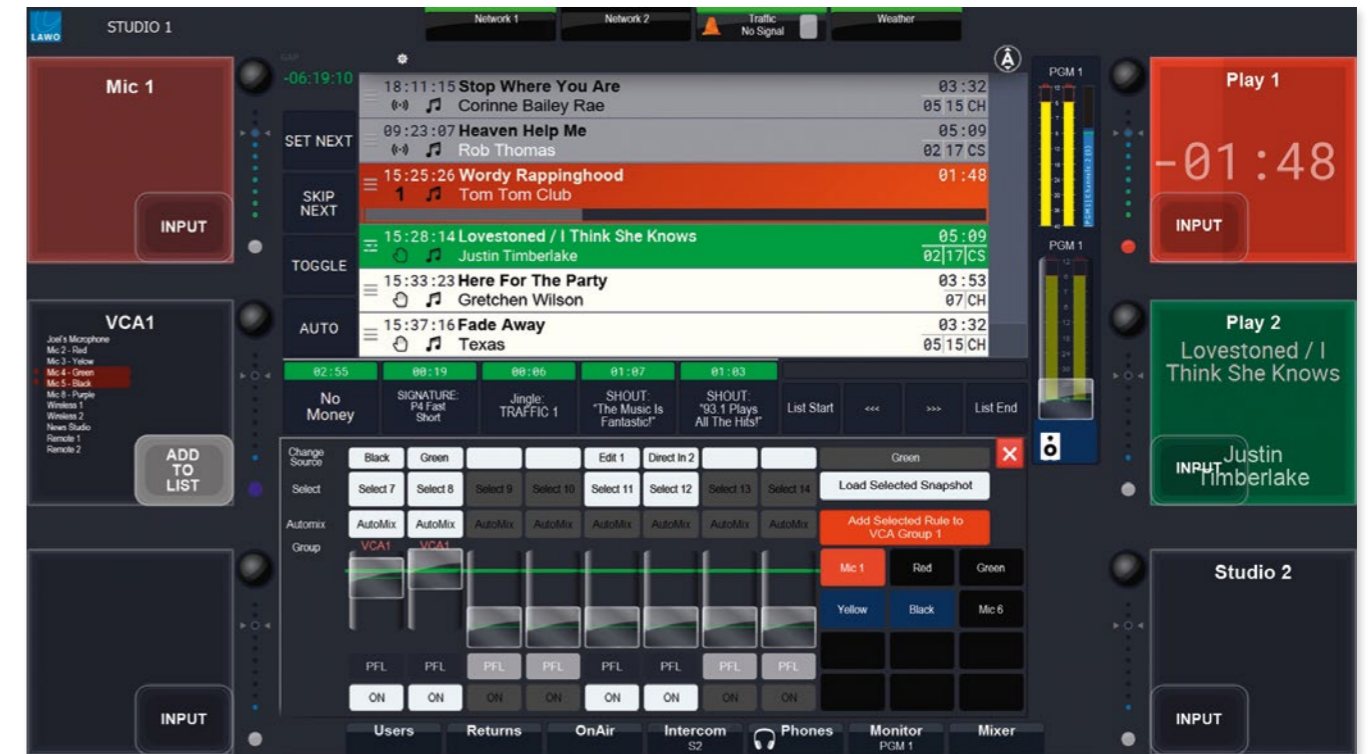 LAWO
STUDIO 1
Network 1
Network 2
Traffic
No Signal
Weather
Mic 1
INPUT
VCA1
Joel's Microphone
Mic 2 - Red
Mic 3 - Yellow
Mic 4 - Green
Mic 5 - Black
Mic 8 - Purple
Wireless 1
Wireless 2
News Studio
Remote 1
Remote 2
ADD
TO
LIST
INPUT
GAP
-06:19:10
SET NEXT
SKIP
NEXT
TOGGLE
AUTO
18:11:15 Stop Where You Are 03:32
Corinne Bailey Rae 05 15 CH
09:23:07 Heaven Help Me 05:09
Rob Thomas 02 17 CS
15:25:26 Wordy Rappinghood 01:48
1 Tom Tom Club
15:28:14 Lovestoned / I Think She Knows 05:09
Justin Timberlake 02 17 CS
15:33:23 Here For The Party 03:53
Gretchen Wilson 07 CH
15:37:16 Fade Away 03:32
Texas 05 15 CH
02:55 00:19 00:06 01:07 01:03
No
Money
SIGNATURE:
P4 Fast
Short
Jingle:
TRAFFIC 1
SHOUT:
"The Music Is
Fantastic!"
SHOUT:
"93.1 Plays
All The Hits!"
List Start
<<<
>>>
List End
Change
Source
Black Green Edit 1 Direct In 2
Green
X
Select
Select 7 Select 8 Select 9 Select 10 Select 11 Select 12 Select 13 Select 14
Load Selected Snapshot
Automix
AutoMix AutoMix AutoMix AutoMix AutoMix AutoMix AutoMix AutoMix
Add Selected Rule to
VCA Group 1
Group
VCA1 VCA1
Mic 1 Red Green
Yellow Black Mic 6
PFL PFL PFL PFL PFL PFL PFL PFL
ON ON ON ON ON ON ON ON
Users
Returns
OnAir
Intercom
S2
Phones
Monitor
PGM 1
Mixer
PGM 1
PGM 1
Play 1
-01:48
INPUT
Play 2
Lovestoned / I
Think She Knows
Justin
Timberlake
INPUT
Studio 2
INPUT